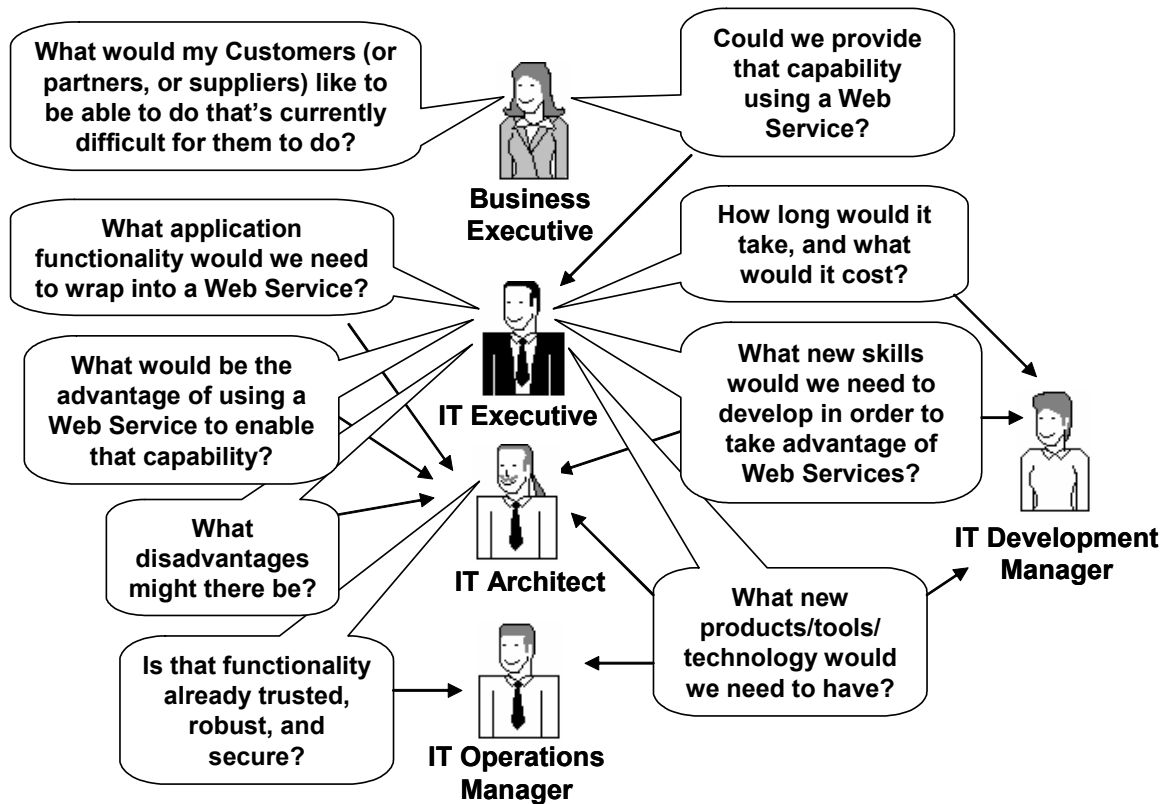 What would my Customers (or
partners, or suppliers) like to
be able to do that's currently
difficult for them to do?
Could we provide
that capability
using a Web
Service?
Business
Executive
What application
functionality would we need
to wrap into a Web Service?
How long would it
take, and what
would it cost?
IT Executive
What would be the
advantage of using a
Web Service to enable
that capability?
What new skills
would we need to
develop in order to
take advantage of
Web Services?
What
disadvantages
might there be?
IT Architect
IT Development
Manager
What new
products/tools/
technology would
we need to have?
Is that functionality
already trusted,
robust, and
secure?
IT Operations
Manager